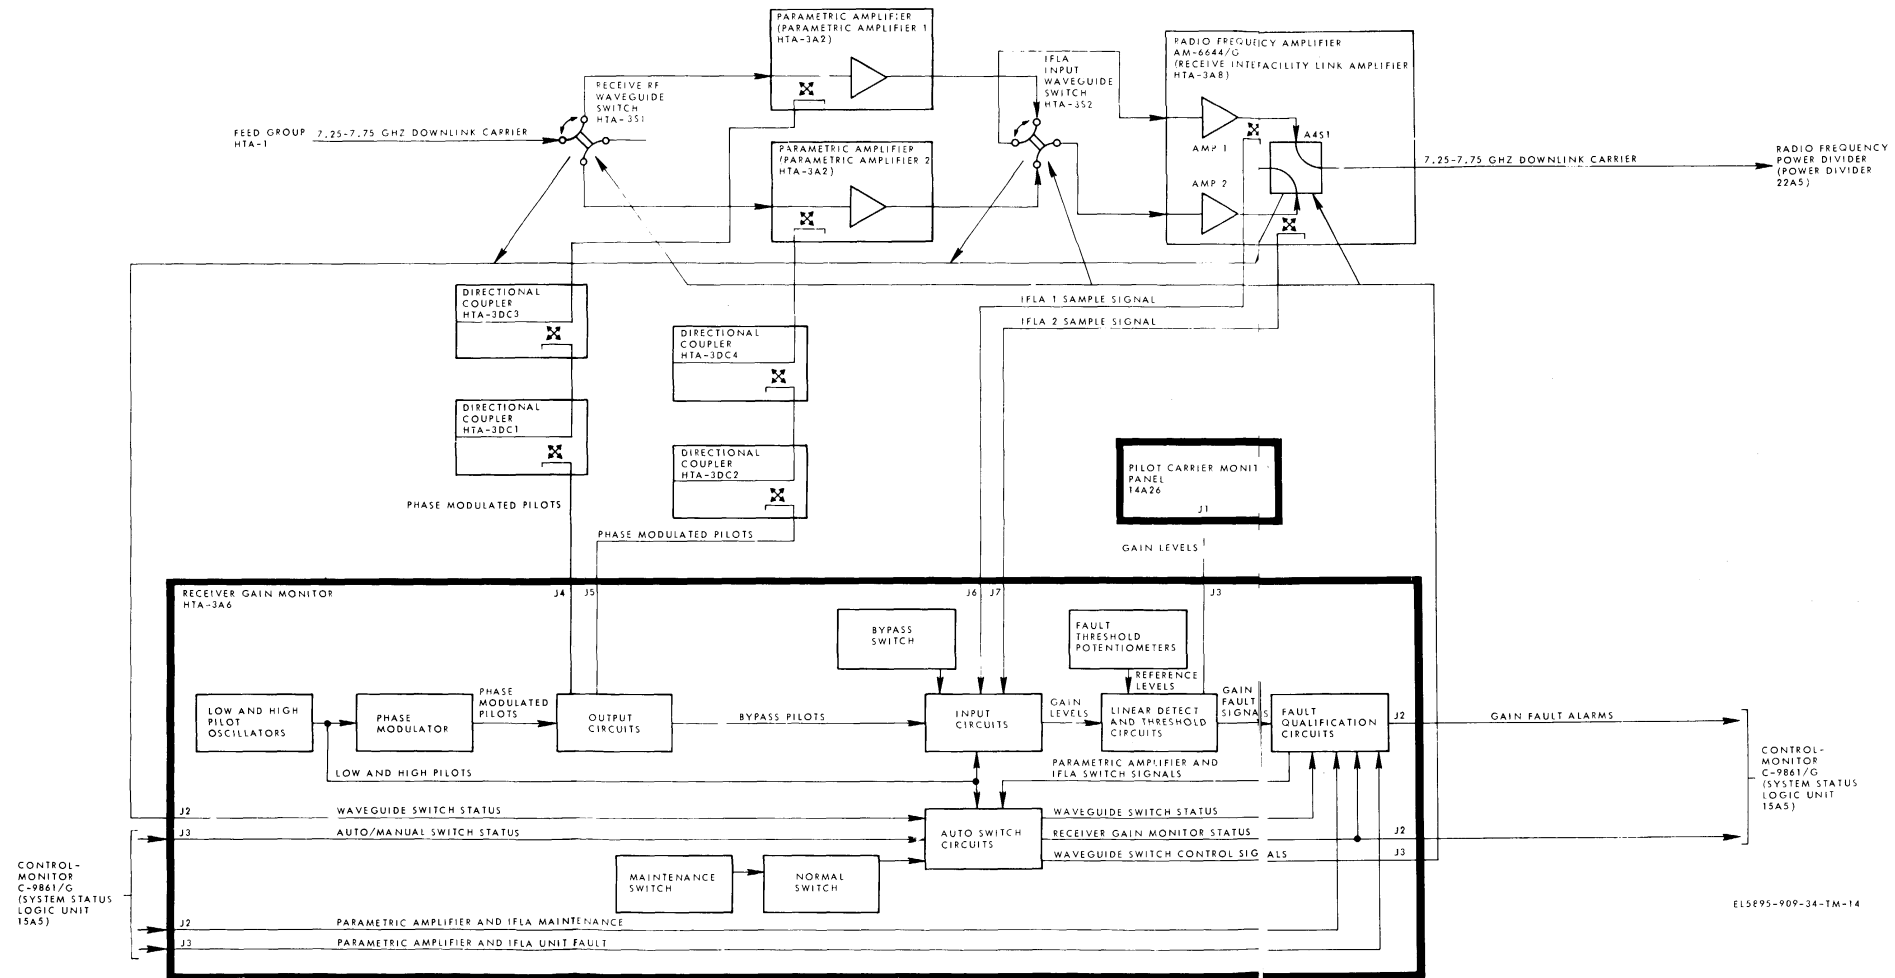 PARAMETRIC AMPLIFIER
(PARAMETRIC AMPLIFIER 1
HTA-3A2)
RECEIVE RF
WAVEGUIDE
SWITCH
HTA-3S1
FEED GROUP
HTA-1
7.25-7.75 GHZ DOWNLINK CARRIER
PARAMETRIC AMPLIFIER
(PARAMETRIC AMPLIFIER 2
HTA-3A2)
IFLA
INPUT
WAVEGUIDE
SWITCH
HTA-3S2
RADIO FREQUENCY AMPLIFIER
AM-6644/G
(RECEIVE INTEFACILITY LINK AMPLIFIER
HTA-3A8)
AMP 1
A4S1
AMP 2
7.25-7.75 GHZ DOWNLINK CARRIER
RADIO FREQUENCY
POWER DIVIDER
(POWER DIVIDER
22A5)
DIRECTIONAL
COUPLER
HTA-3DC3
DIRECTIONAL
COUPLER
HTA-3DC4
IFLA 1 SAMPLE SIGNAL
IFLA 2 SAMPLE SIGNAL
DIRECTIONAL
COUPLER
HTA-3DC1
DIRECTIONAL
COUPLER
HTA-3DC2
PHASE MODULATED PILOTS
PHASE MODULATED PILOTS
PILOT CARRIER MONIT
PANEL
14A26
J1
GAIN LEVELS
RECEIVER GAIN MONITOR
HTA-3A6
J4
J5
J6
J7
J3
BYPASS
SWITCH
FAULT
THRESHOLD
POTENTIOMETERS
REFERENCE
LEVELS
LOW AND HIGH
PILOT
OSCILLATORS
PHASE
MODULATOR
PHASE
MODULATED
PILOTS
OUTPUT
CIRCUITS
BYPASS PILOTS
INPUT
CIRCUITS
GAIN
LEVELS
LINEAR DETECT
AND THRESHOLD
CIRCUITS
GAIN
FAULT
SIGNALS
FAULT
QUALIFICATION
CIRCUITS
J2
GAIN FAULT ALARMS
LOW AND HIGH PILOTS
PARAMETRIC AMPLIFIER AND
IFLA SWITCH SIGNALS
CONTROL-
MONITOR
C-9861/G
(SYSTEM STATUS
LOGIC UNIT
15A5)
J2
WAVEGUIDE SWITCH STATUS
J3
AUTO/MANUAL SWITCH STATUS
AUTO SWITCH
CIRCUITS
WAVEGUIDE SWITCH STATUS
RECEIVER GAIN MONITOR STATUS
J2
WAVEGUIDE SWITCH CONTROL SIGNALS
J3
MAINTENANCE
SWITCH
NORMAL
SWITCH
CONTROL-
MONITOR
C-9861/G
(SYSTEM STATUS
LOGIC UNIT
15A5)
J2
PARAMETRIC AMPLIFIER AND IFLA MAINTENANCE
J3
PARAMETRIC AMPLIFIER AND IFLA UNIT FAULT
EL5895-909-34-TM-14